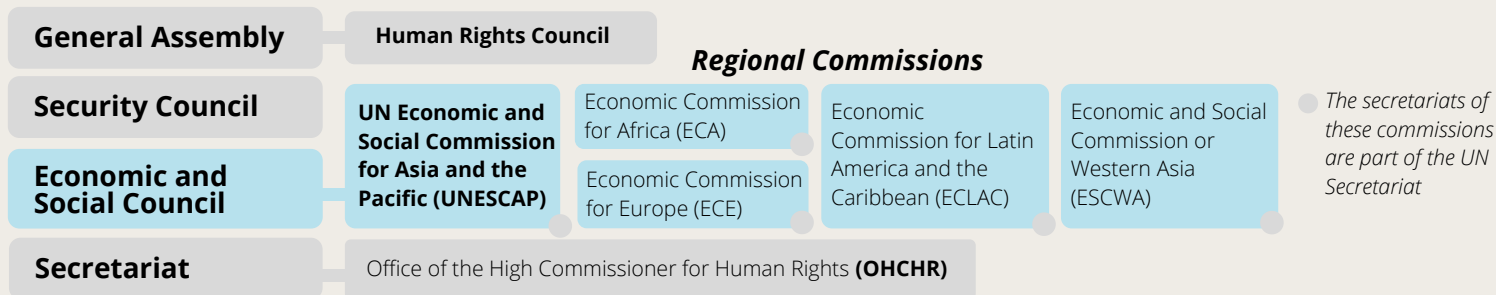 General Assembly
Human Rights Council
Regional Commissions
Security Council
Economic and
Social Council
UN Economic and
Social Commission
for Asia and the
Pacific (UNESCAP)
Economic Commission
for Africa (ECA)
Economic Commission
for Europe (ECE)
Economic
Commission for Latin
America and the
Caribbean (ECLAC)
Economic and Social
Commission or
Western Asia
(ESCWA)
The secretariats of
these commissions
are part of the UN
Secretariat
Secretariat
Office of the High Commissioner for Human Rights (OHCHR)